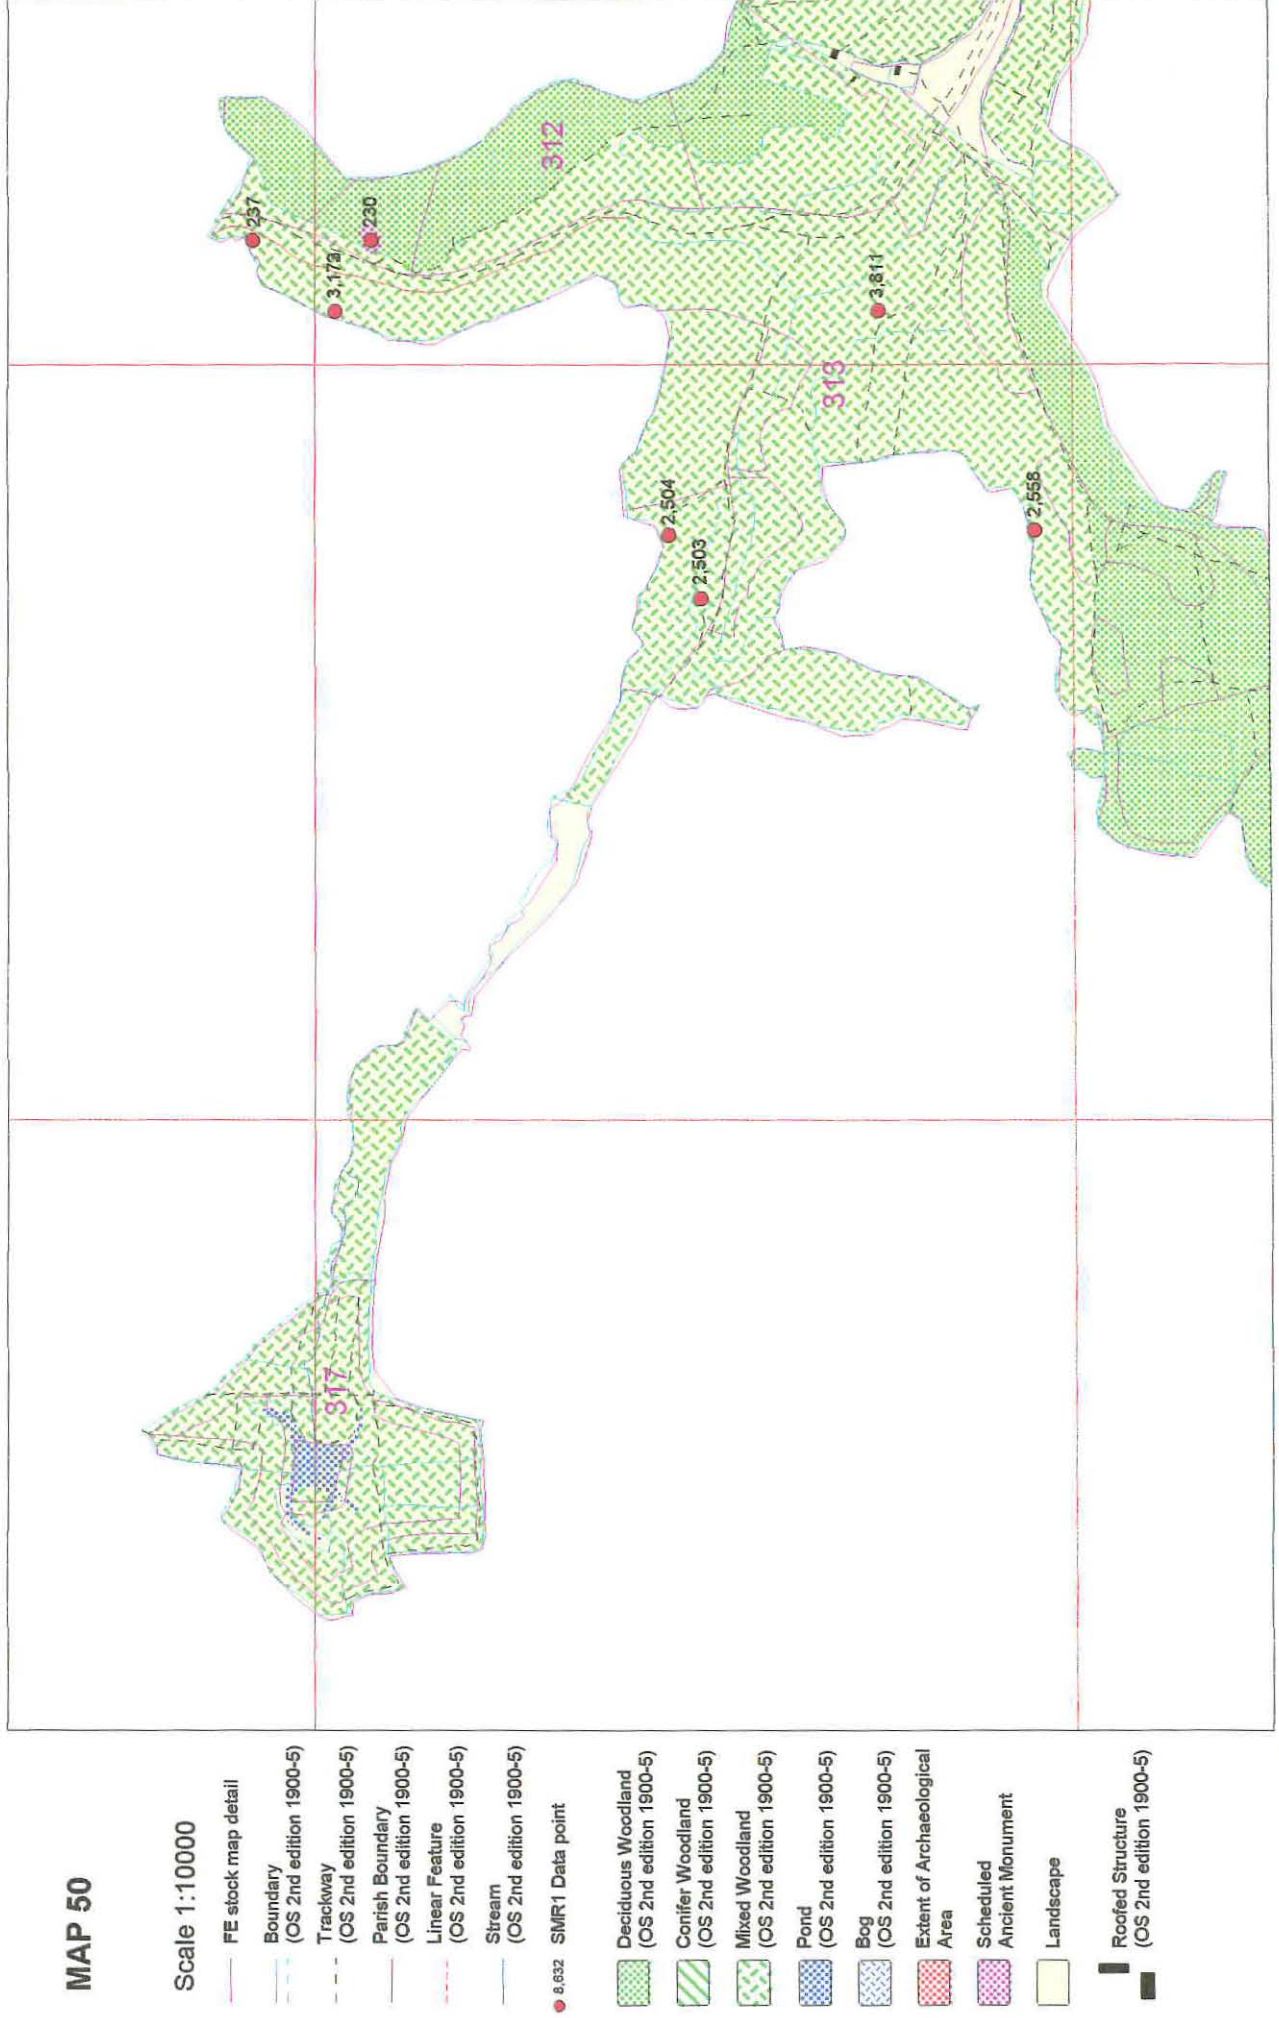 MAP 50
Scale 1:10000
FE stock map detail
Boundary
(OS 2nd edition 1900-5)
Trackway
(OS 2nd edition 1900-5)
Parish Boundary
(OS 2nd edition 1900-5)
Linear Feature
(OS 2nd edition 1900-5)
Stream
(OS 2nd edition 1900-5)
8,632 SMR1 Data point
Deciduous Woodland
(OS 2nd edition 1900-5)
Conifer Woodland
(OS 2nd edition 1900-5)
Mixed Woodland
(OS 2nd edition 1900-5)
Pond
(OS 2nd edition 1900-5)
Bog
(OS 2nd edition 1900-5)
Extent of Archaeological
Area
Scheduled
Ancient Monument
Landscape
Roofed Structure
(OS 2nd edition 1900-5)
317
2,503
2,504
2,558
313
3,173
3,811
237
230
312